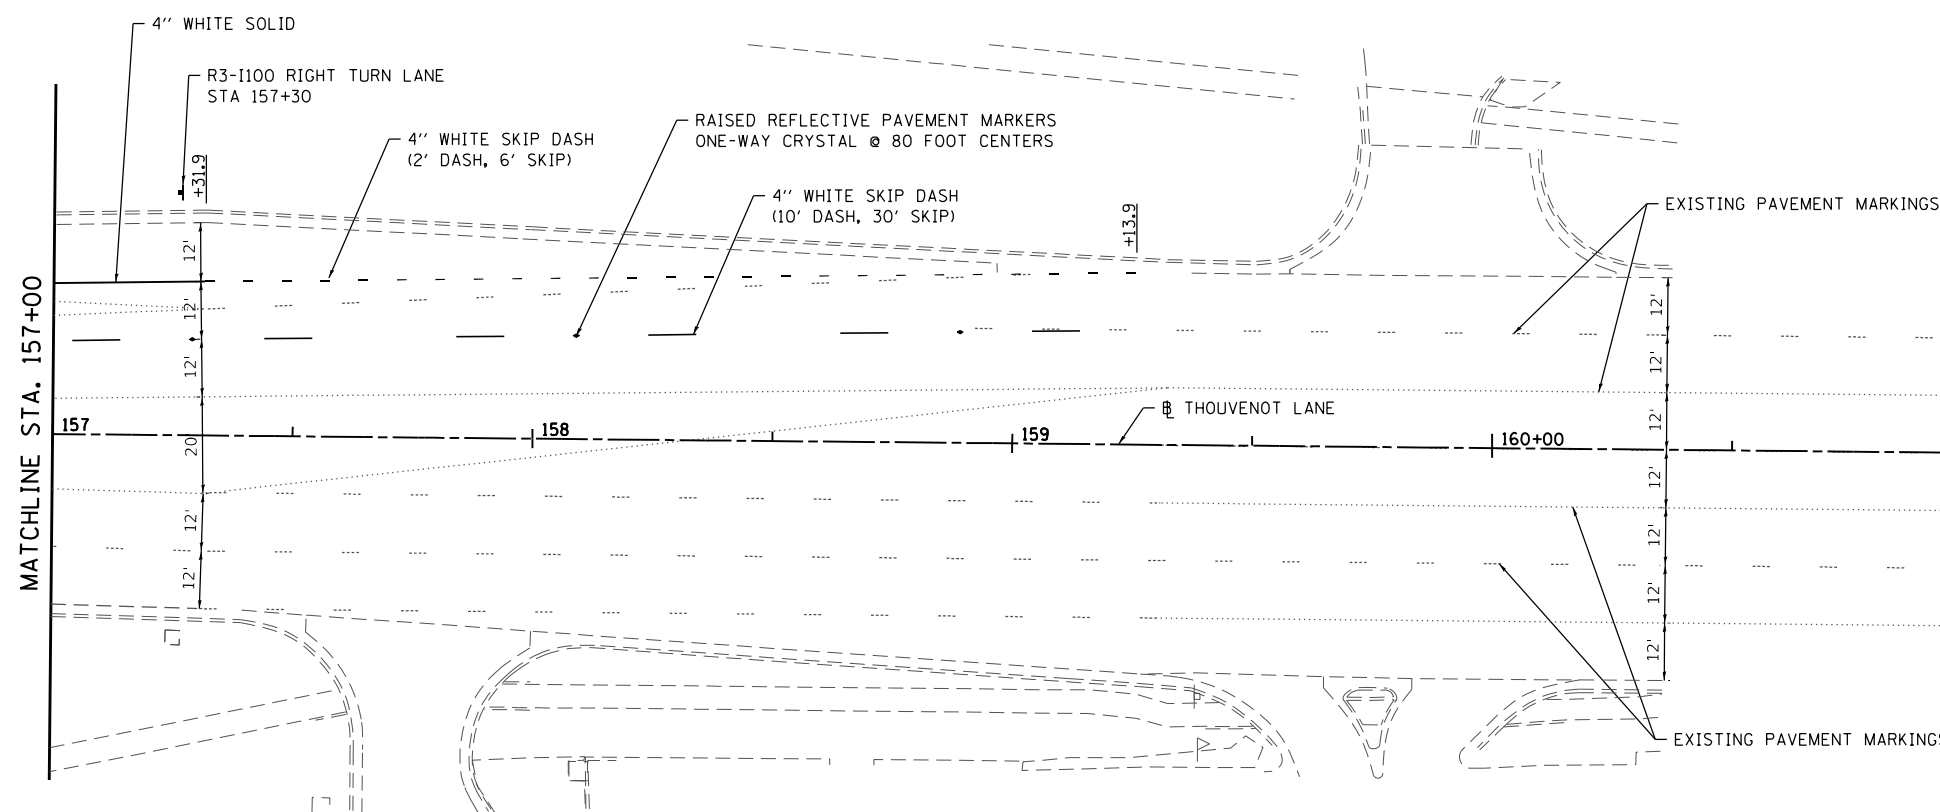 4'' WHITE SOLID
R3-I100 RIGHT TURN LANE
STA 157+30
4'' WHITE SKIP DASH
(2' DASH, 6' SKIP)
RAISED REFLECTIVE PAVEMENT MARKERS
ONE-WAY CRYSTAL @ 80 FOOT CENTERS
4'' WHITE SKIP DASH
(10' DASH, 30' SKIP)
+31.9
+13.9
EXISTING PAVEMENT MARKINGS
MATCHLINE STA. 157+00
12'
12'
12'
20'
12'
12'
157
158
159
160+00
℄ THOUVENOT LANE
12'
12'
12'
12'
12'
12'
12'
EXISTING PAVEMENT MARKINGS